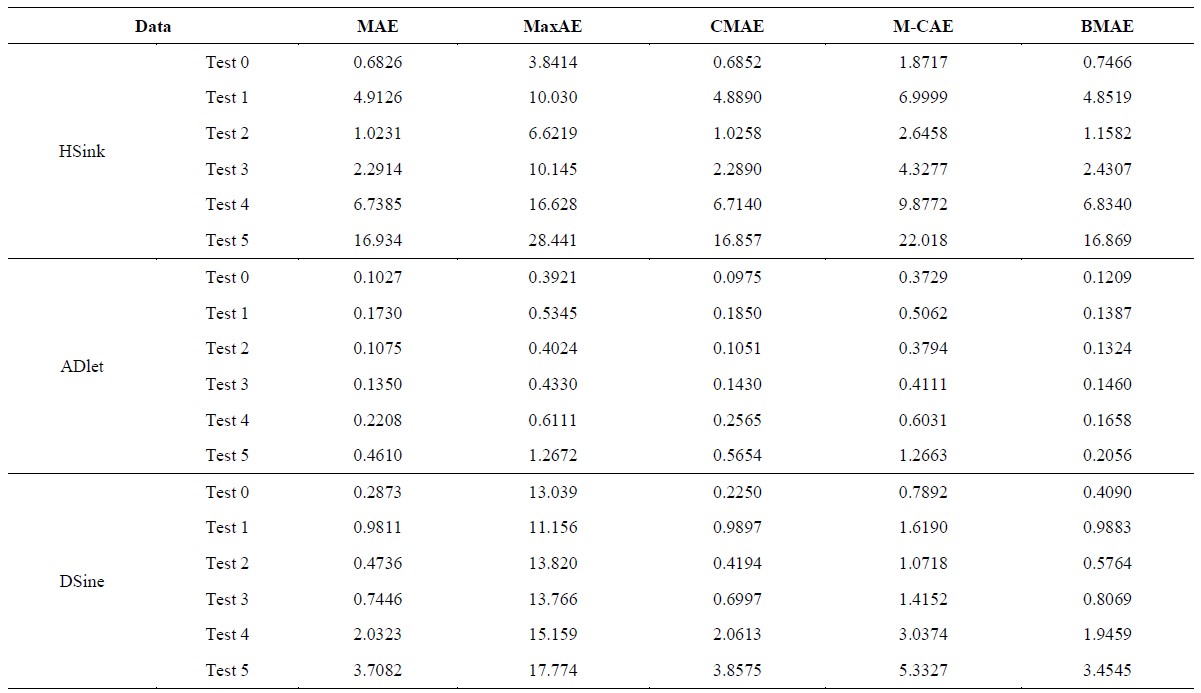 Data MAE MaxAE CMAE M-CAE BMAE
Test 0 0.6826 3.8414 0.6852 1.8717 0.7466
Test 1 4.9126 10.030 4.8890 6.9999 4.8519
Test 2 1.0231 6.6219 1.0258 2.6458 1.1582
HSink
Test 3 2.2914 10.145 2.2890 4.3277 2.4307
Test 4 6.7385 16.628 6.7140 9.8772 6.8340
Test 5 16.934 28.441 16.857 22.018 16.869
Test 0 0.1027 0.3921 0.0975 0.3729 0.1209
Test 1 0.1730 0.5345 0.1850 0.5062 0.1387
Test 2 0.1075 0.4024 0.1051 0.3794 0.1324
ADlet
Test 3 0.1350 0.4330 0.1430 0.4111 0.1460
Test 4 0.2208 0.6111 0.2565 0.6031 0.1658
Test 5 0.4610 1.2672 0.5654 1.2663 0.2056
Test 0 0.2873 13.039 0.2250 0.7892 0.4090
Test 1 0.9811 11.156 0.9897 1.6190 0.9883
Test 2 0.4736 13.820 0.4194 1.0718 0.5764
DSine
Test 3 0.7446 13.766 0.6997 1.4152 0.8069
Test 4 2.0323 15.159 2.0613 3.0374 1.9459
Test 5 3.7082 17.774 3.8575 5.3327 3.4545